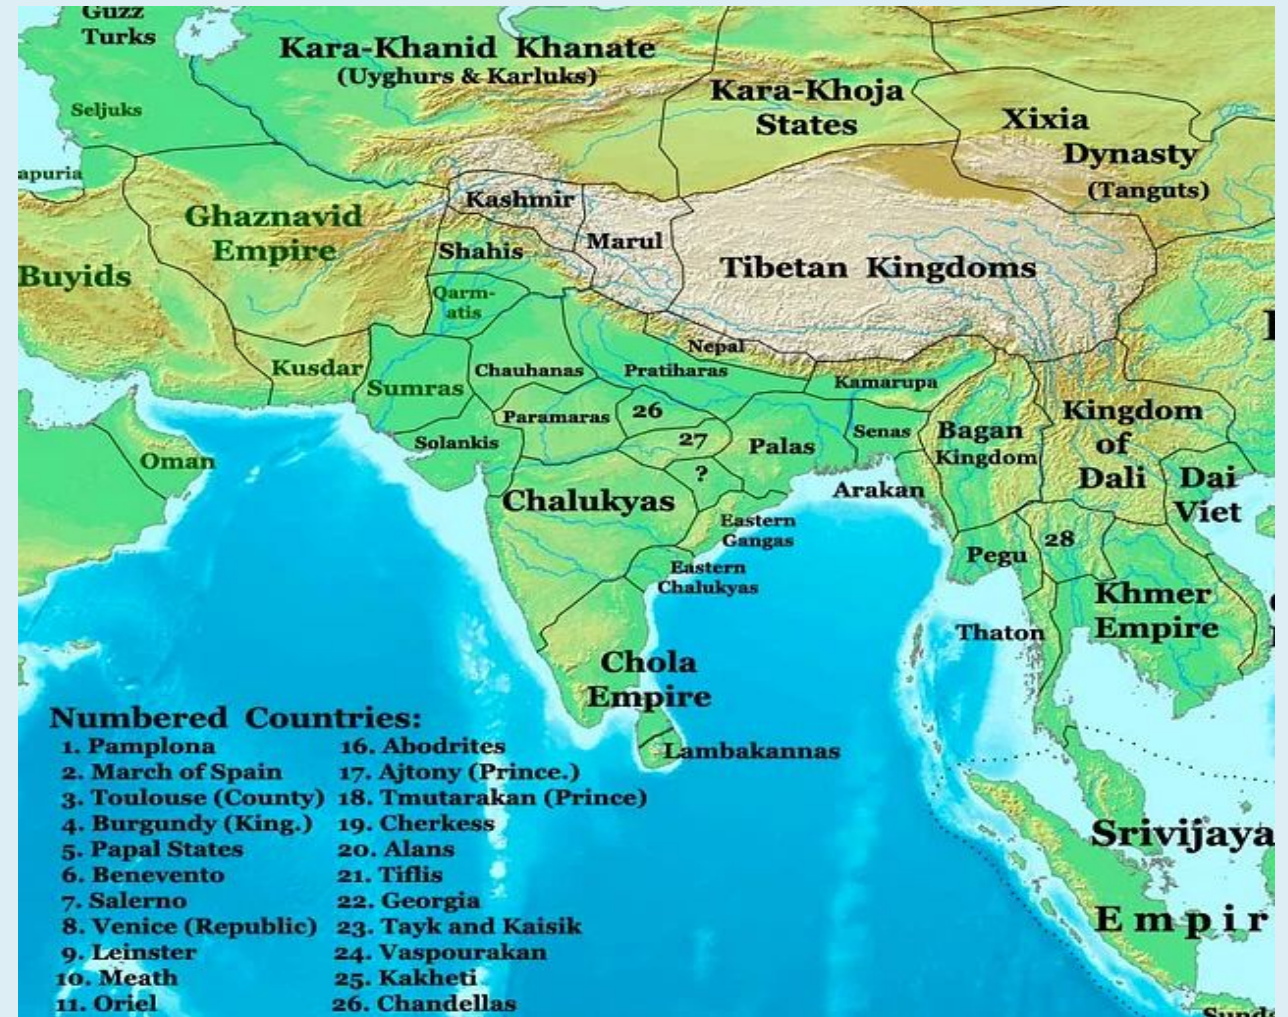 Guzz
Turks
Kara-Khanid Khanate
(Uyghurs & Karluks)
Seljuks
Kara-Khoja
States
Xixia
Dynasty
(Tanguts)
apuria
Ghaznavid
Empire
Kashmir
Shahis
Marul
Tibetan Kingdoms
Buyids
Qarm-
atis
Nepal
Kusdar
Sumras
Chauhanas
Pratiharas
Kamarupa
Paramaras
26
27
Solankis
Palas
Senas
Bagan
Kingdom
Kingdom
of
Dali
Dai
Viet
Oman
?
Chalukyas
Arakan
Eastern
Gangas
Eastern
Chalukyas
Pegu
28
Khmer
Empire
Thaton
Chola
Empire
Lambakannas
Srivijaya
Empir
Numbered Countries:
1. Pamplona
2. March of Spain
3. Toulouse (County)
4. Burgundy (King.)
5. Papal States
6. Benevento
7. Salerno
8. Venice (Republic)
9. Leinster
10. Meath
11. Oriel
16. Abodrites
17. Ajtony (Prince.)
18. Tmutarakan (Prince)
19. Cherkess
20. Alans
21. Tiflis
22. Georgia
23. Tayk and Kaisik
24. Vaspourakan
25. Kakheti
26. Chandellas